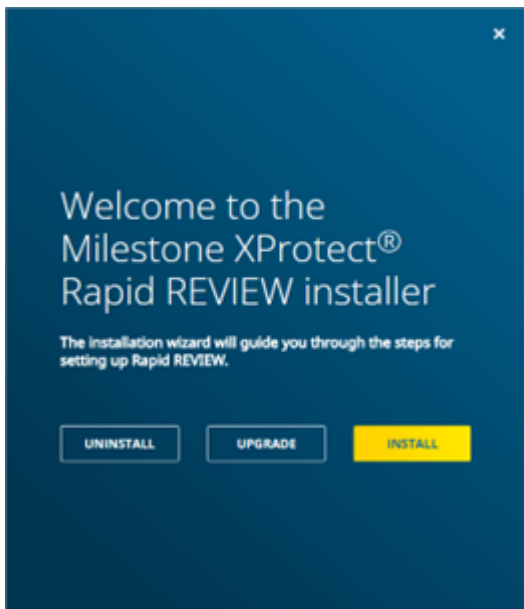 Welcome to the
Milestone XProtect®
Rapid REVIEW installer
The installation wizard will guide you through the steps for
setting up Rapid REVIEW.
UNINSTALL
UPGRADE
INSTALL